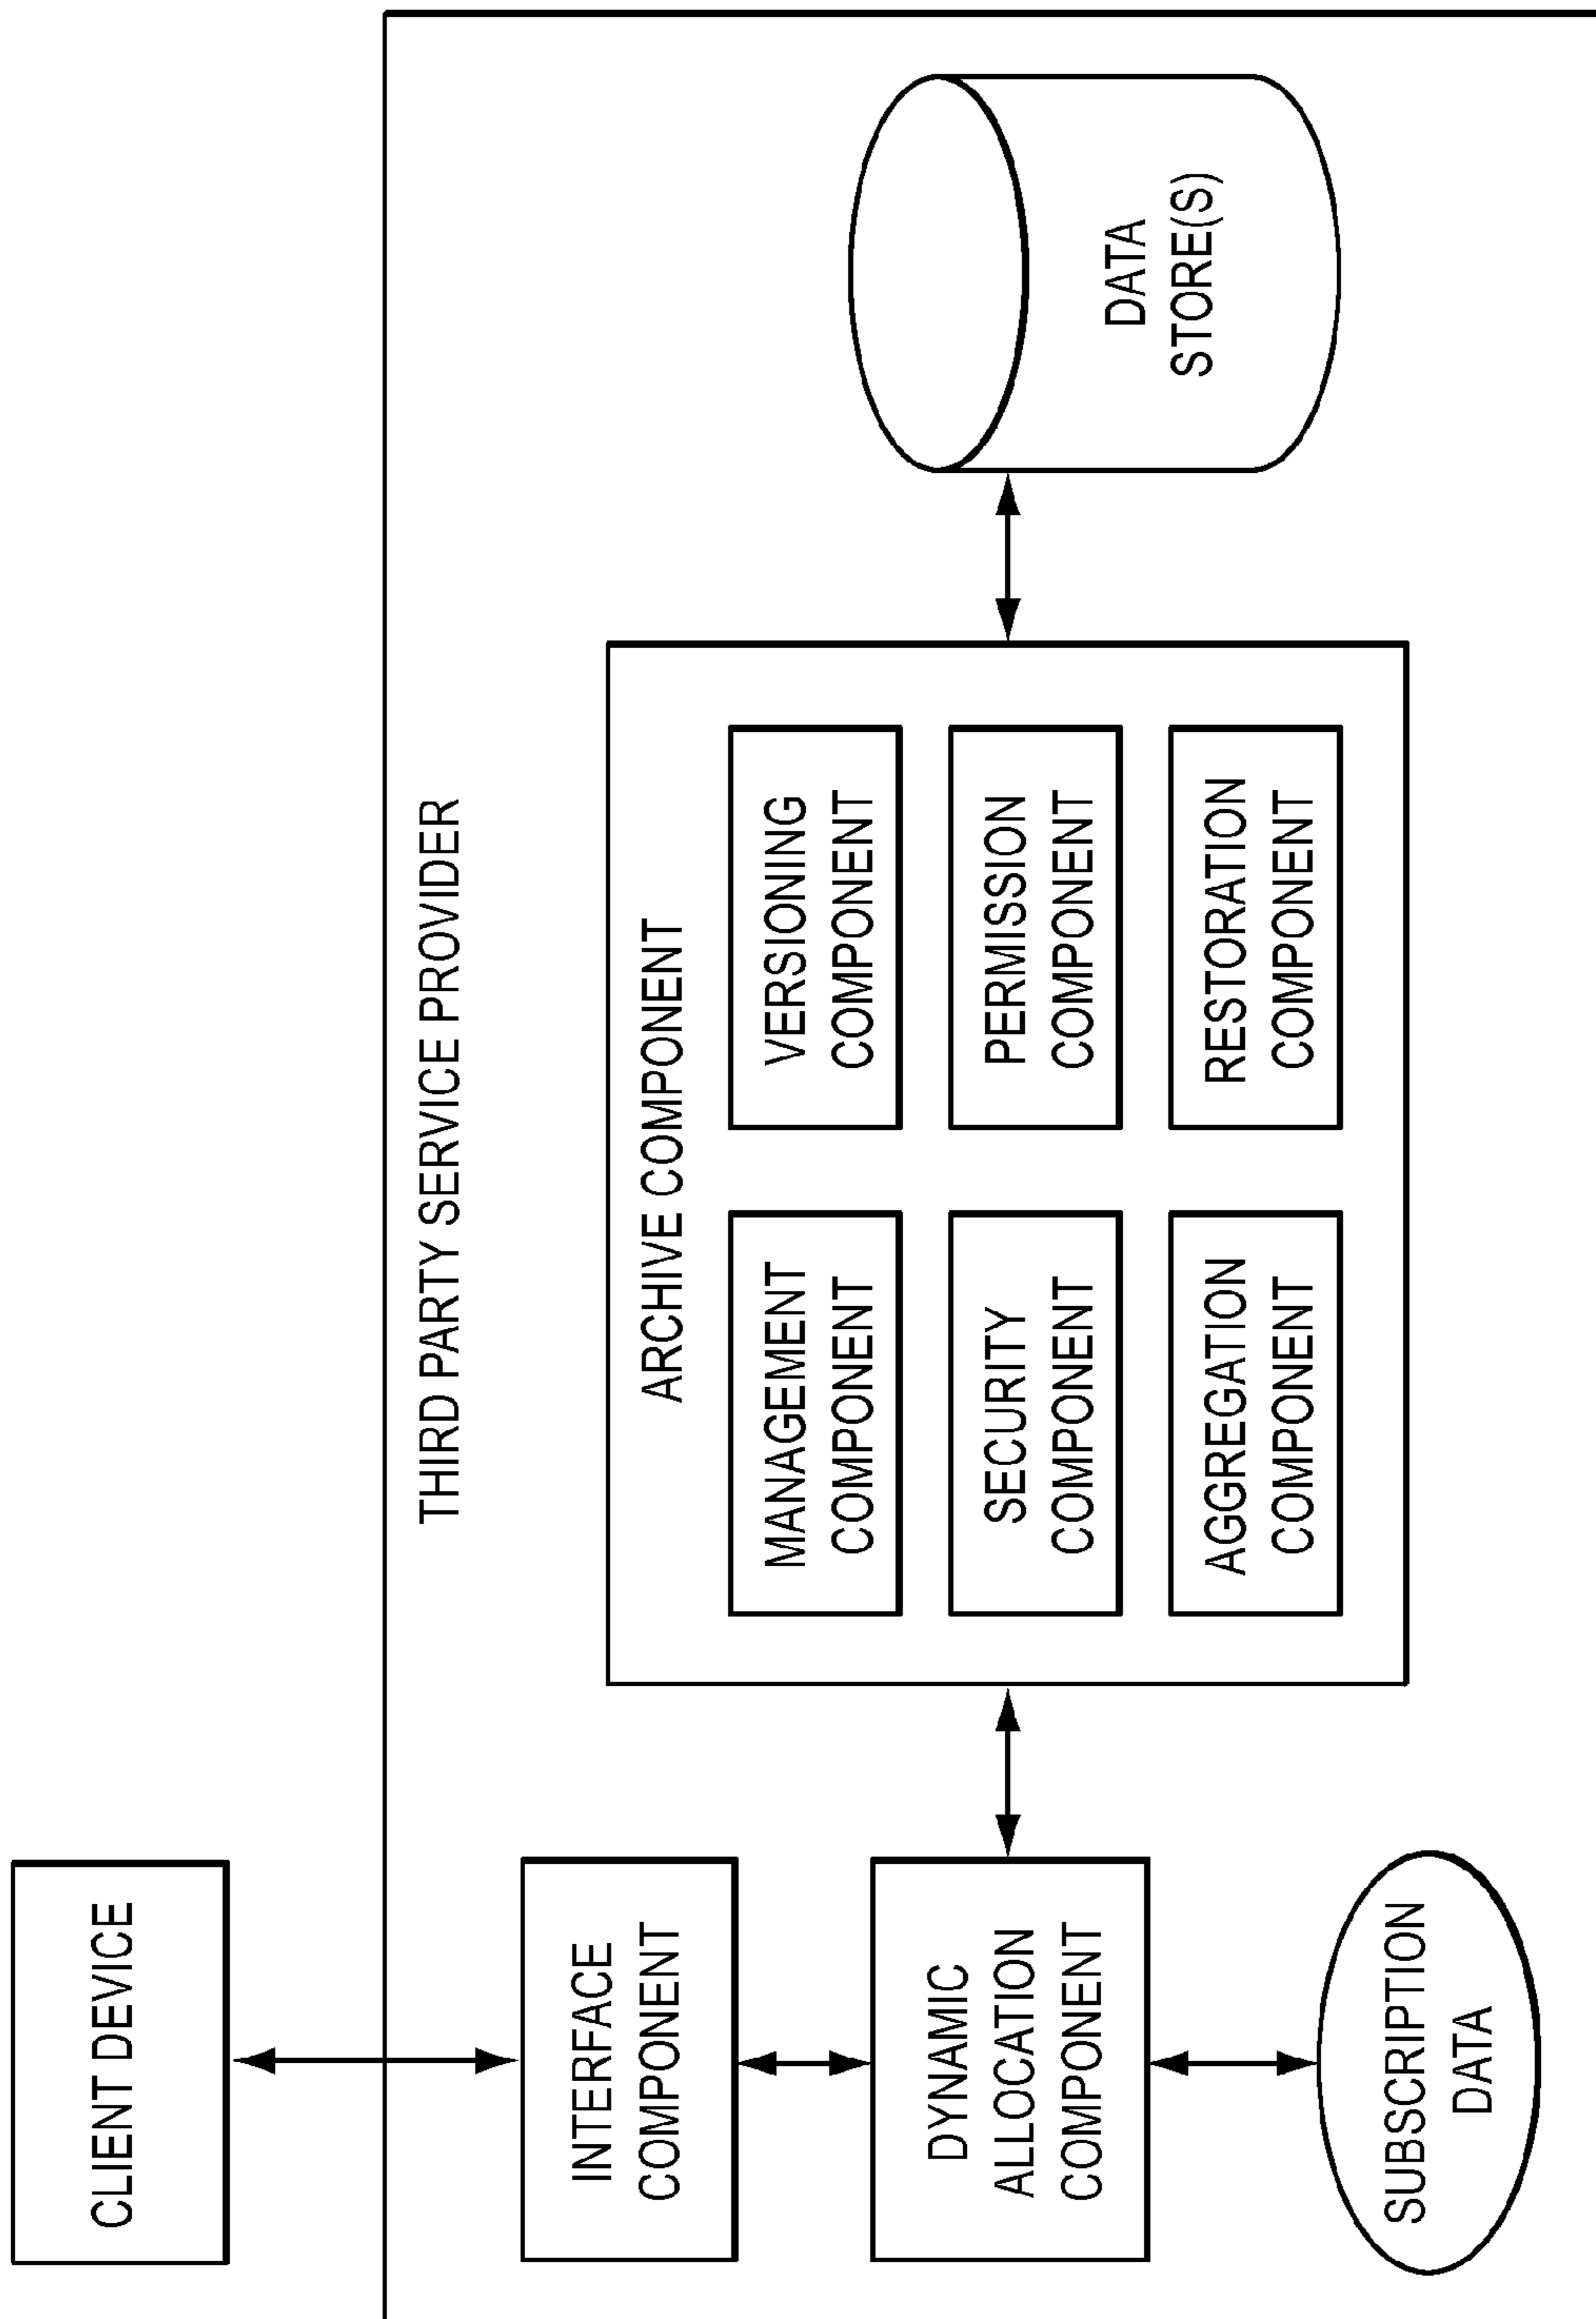 CLIENT DEVICE
THIRD PARTY SERVICE PROVIDER
INTERFACE
COMPONENT
DYNAMIC
ALLOCATION
COMPONENT
SUBSCRIPTION
DATA
ARCHIVE COMPONENT
MANAGEMENT
COMPONENT
VERSIONING
COMPONENT
SECURITY
COMPONENT
PERMISSION
COMPONENT
AGGREGATION
COMPONENT
RESTORATION
COMPONENT
DATA
STORE(S)